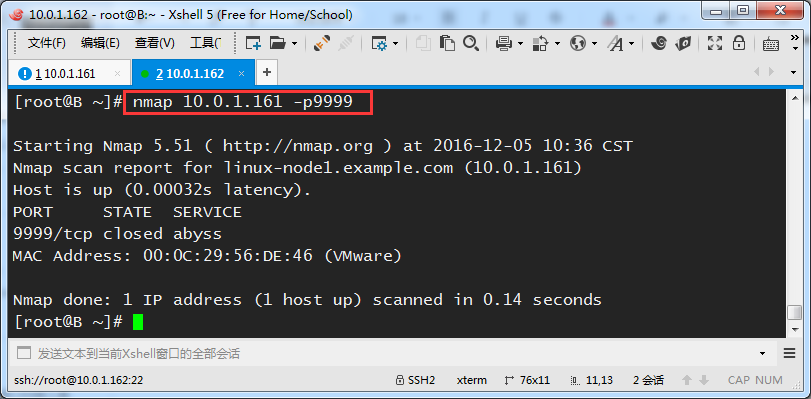 10.0.1.162 - root@B:~ - Xshell 5 (Free for Home/School)
文件(F) 编辑(E) 查看(V) 工具(
1 10.0.1.161 × 2 10.0.1.162 × +
[root@B ~]# nmap 10.0.1.161 -p9999
Starting Nmap 5.51 ( http://nmap.org ) at 2016-12-05 10:36 CST
Nmap scan report for linux-node1.example.com (10.0.1.161)
Host is up (0.00032s latency).
PORT     STATE  SERVICE
9999/tcp closed abyss
MAC Address: 00:0C:29:56:DE:46 (VMware)
Nmap done: 1 IP address (1 host up) scanned in 0.14 seconds
[root@B ~]#
发送文本到当前Xshell窗口的全部会话
ssh://root@10.0.1.162:22 SSH2 xterm 76x11 11,13 2 会话 CAP NUM